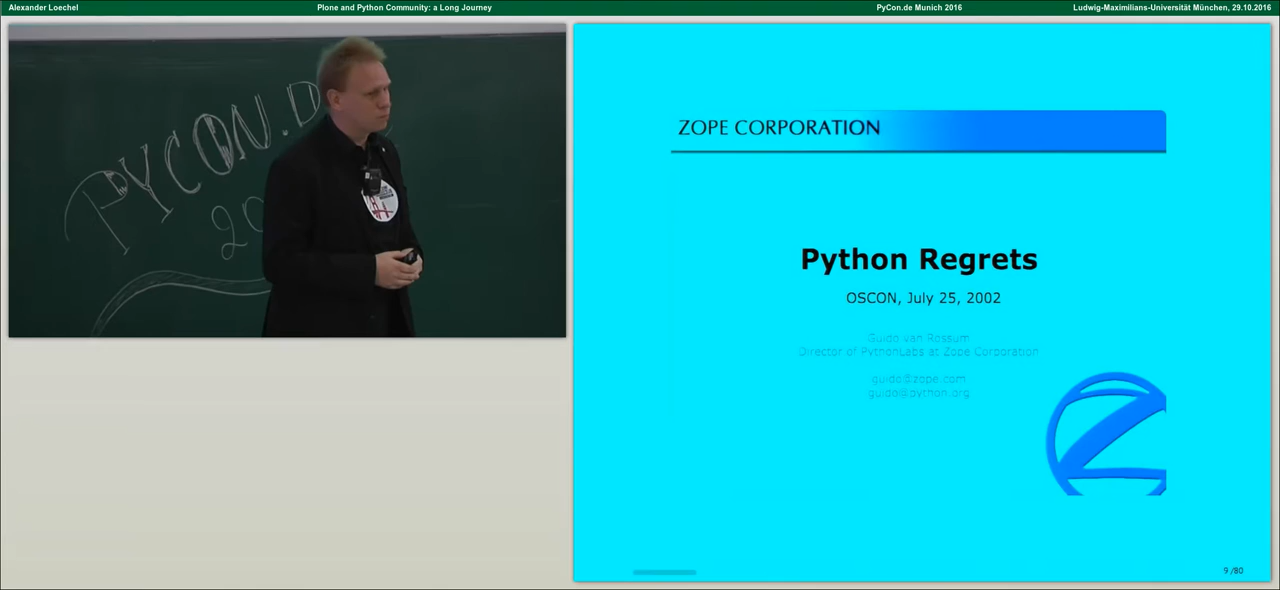 Alexander Loechel
Plone and Python Community: a Long Journey
PyCon.de Munich 2016
Ludwig-Maximilians-Universität München, 29.10.2016
PYCON.D
20
ZOPE CORPORATION
Python Regrets
OSCON, July 25, 2002
Guido van Rossum
Director of PythonLabs at Zope Corporation
guido@zope.com
guido@python.org
9 /80